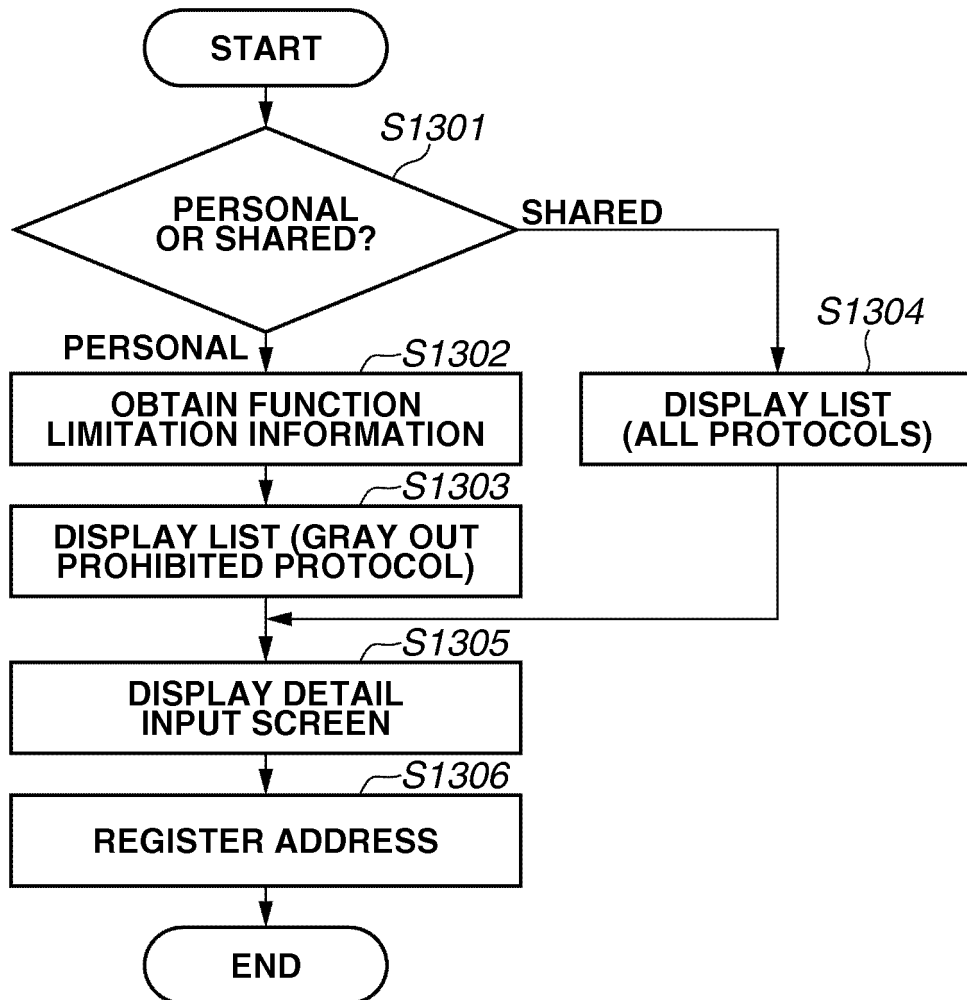 START
S1301
PERSONAL
OR SHARED?
SHARED
S1304
PERSONAL
S1302
OBTAIN FUNCTION
LIMITATION INFORMATION
DISPLAY LIST
(ALL PROTOCOLS)
S1303
DISPLAY LIST (GRAY OUT
PROHIBITED PROTOCOL)
S1305
DISPLAY DETAIL
INPUT SCREEN
S1306
REGISTER ADDRESS
END